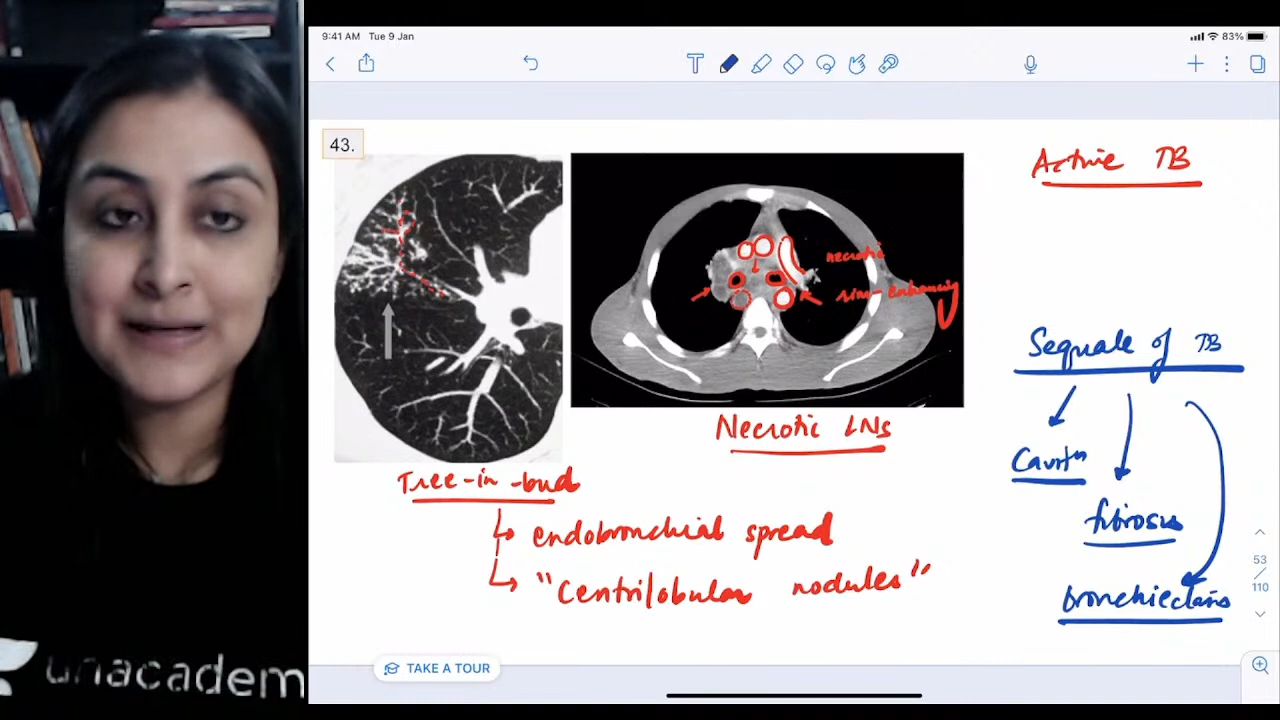 9:41 AM Tue 9 Jan
83%
43.
Active TB
necrotic
rim-enhancing
Sequale of TB
Necrotic LNs
Cavitn
Tree-in-bud
fibrosis
endobronchial spread
"Centrilobular nodules"
bronchiectasis
53
110
TAKE A TOUR
unacadem